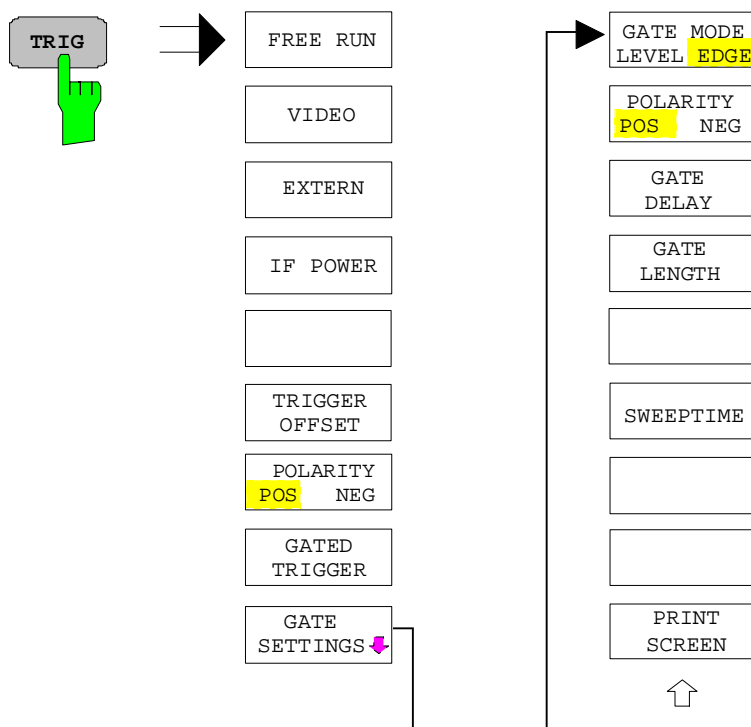 TRIG
FREE RUN
VIDEO
EXTERN
IF POWER
TRIGGER
OFFSET
POLARITY
POS NEG
GATED
TRIGGER
GATE
SETTINGS
GATE MODE
LEVEL EDGE
POLARITY
POS NEG
GATE
DELAY
GATE
LENGTH
SWEEPTIME
PRINT
SCREEN